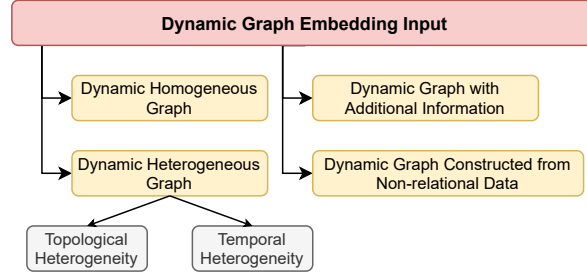 Dynamic Graph Embedding Input
Dynamic Homogeneous
Graph
Dynamic Graph with
Additional Information
Dynamic Heterogeneous
Graph
Dynamic Graph Constructed from
Non-relational Data
Topological
Heterogeneity
Temporal
Heterogeneity